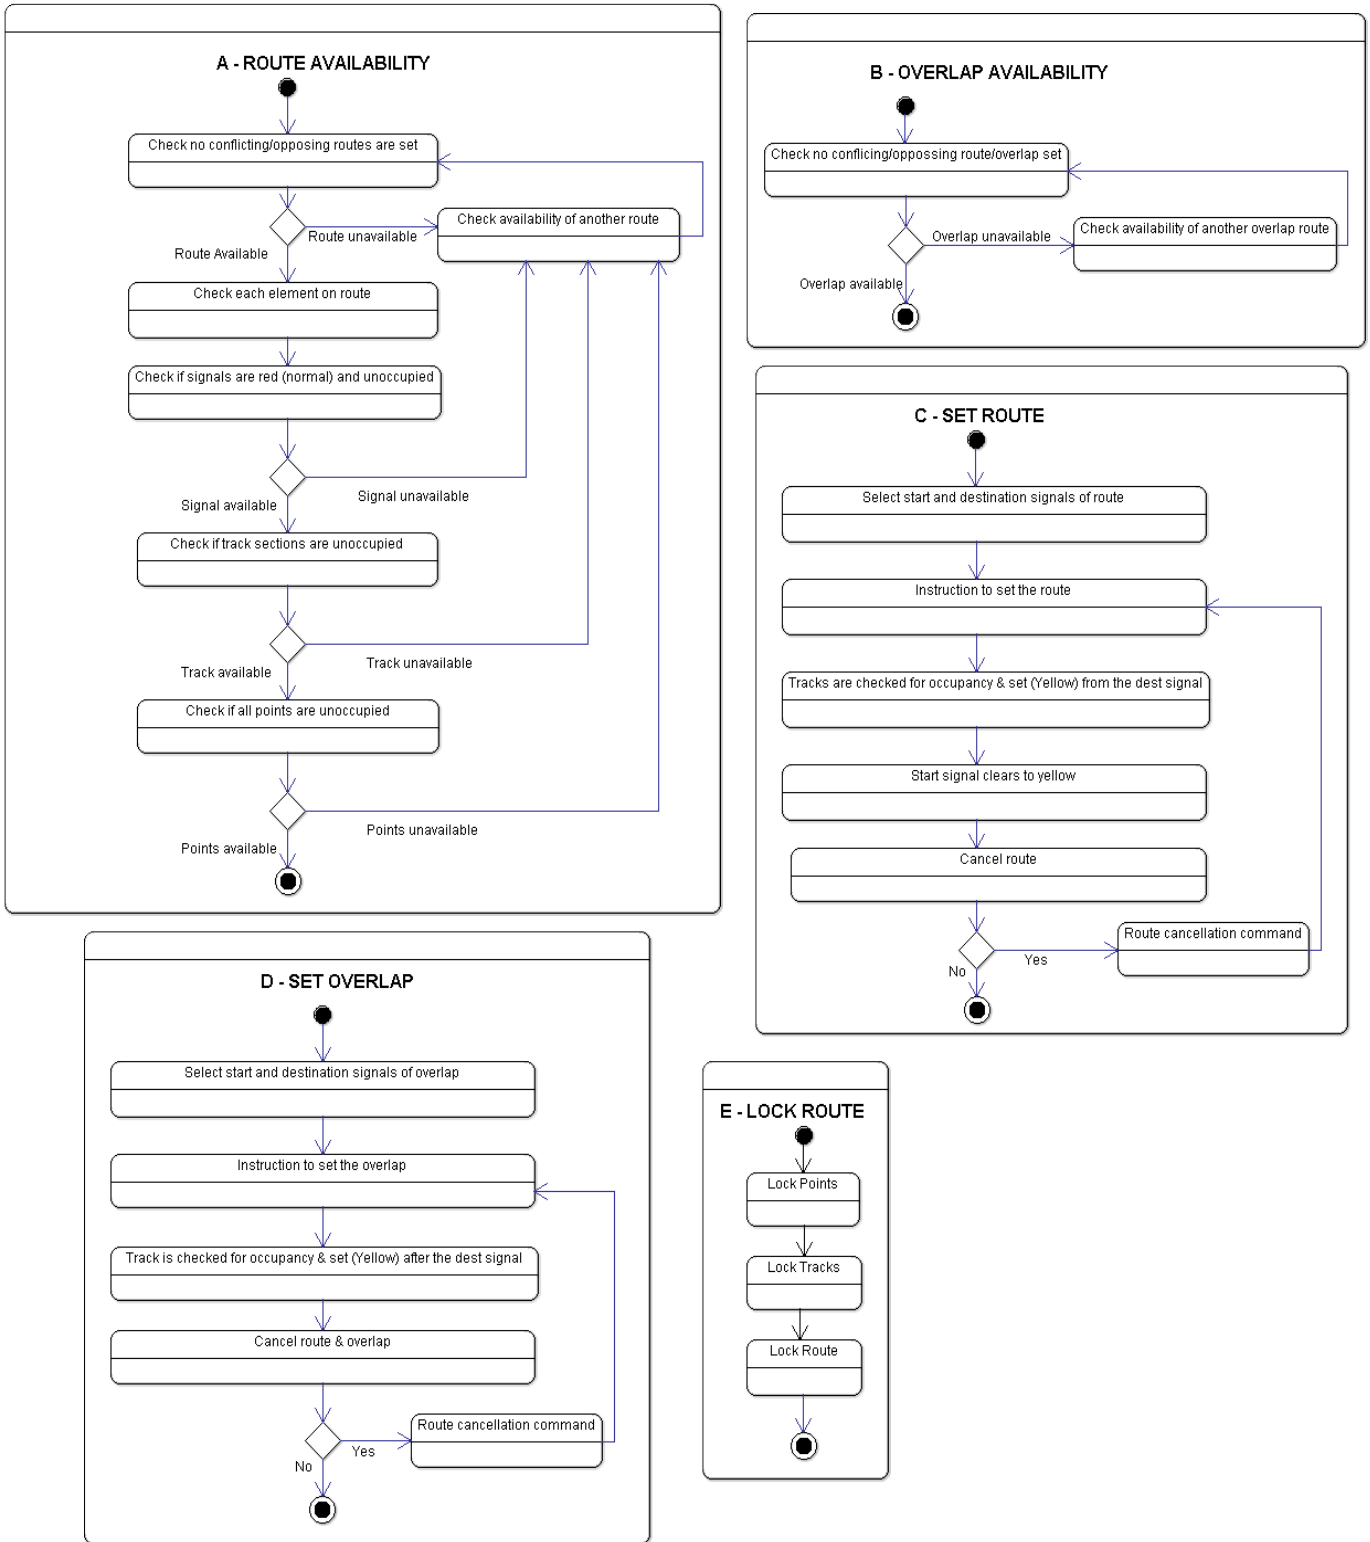 A - ROUTE AVAILABILITY
Check no conflicting/opposing routes are set
Check availability of another route
Route unavailable
Route Available
Check each element on route
Check if signals are red (normal) and unoccupied
Signal unavailable
Signal available
Check if track sections are unoccupied
Track unavailable
Track available
Check if all points are unoccupied
Points unavailable
Points available
B - OVERLAP AVAILABILITY
Check no conflicing/oppossing route/overlap set
Check availability of another overlap route
Overlap unavailable
Overlap available
C - SET ROUTE
Select start and destination signals of route
Instruction to set the route
Tracks are checked for occupancy & set (Yellow) from the dest signal
Start signal clears to yellow
Cancel route
Route cancellation command
Yes
No
D - SET OVERLAP
Select start and destination signals of overlap
Instruction to set the overlap
Track is checked for occupancy & set (Yellow) after the dest signal
Cancel route & overlap
Route cancellation command
Yes
No
E - LOCK ROUTE
Lock Points
Lock Tracks
Lock Route